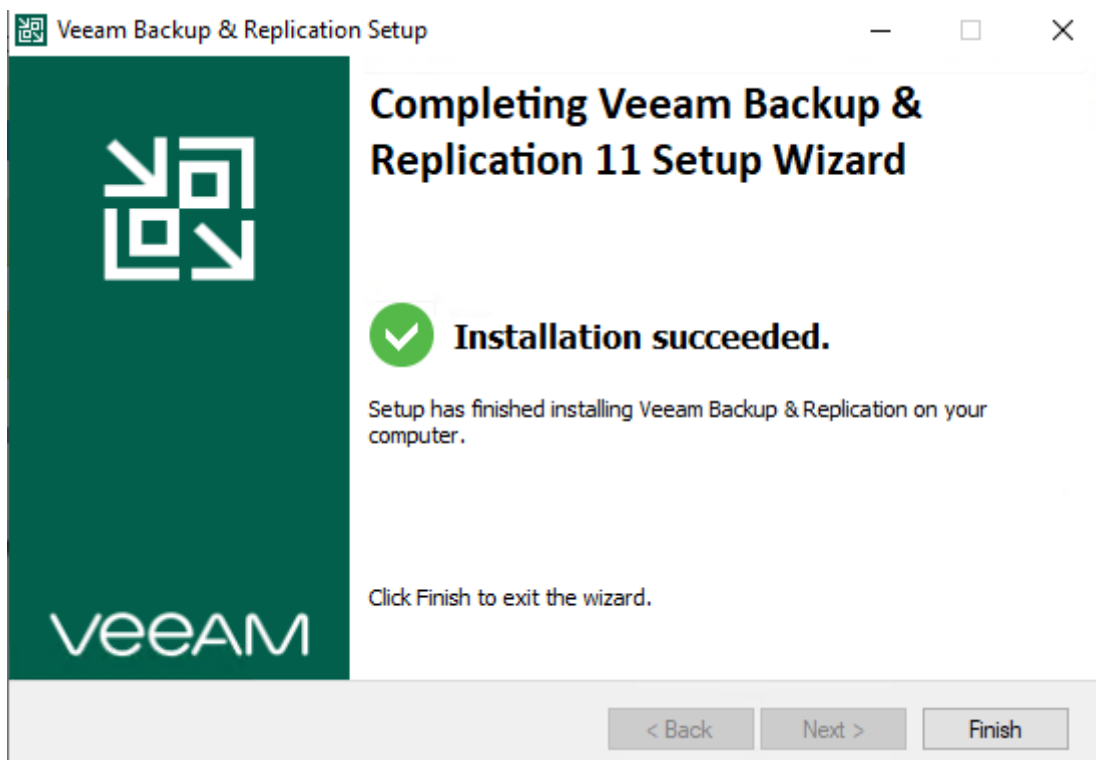 Veeam Backup & Replication Setup
Completing Veeam Backup &
Replication 11 Setup Wizard
Installation succeeded.
Setup has finished installing Veeam Backup & Replication on your
computer.
Click Finish to exit the wizard.
veeAM
< Back Next > Finish